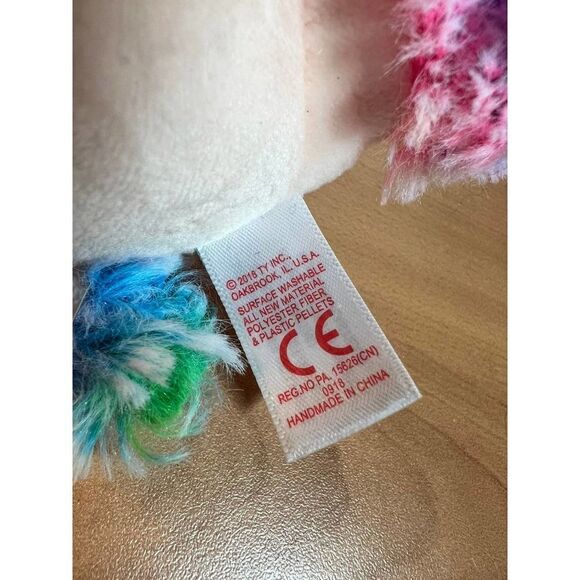 © 2018 TY INC.,
OAKBROOK, IL. U.S.A.
SURFACE WASHABLE
ALL NEW MATERIAL
POLYESTER FIBER
& PLASTIC PELLETS
CE
REG.NO PA. 15626(CN)
0918
HANDMADE IN CHINA